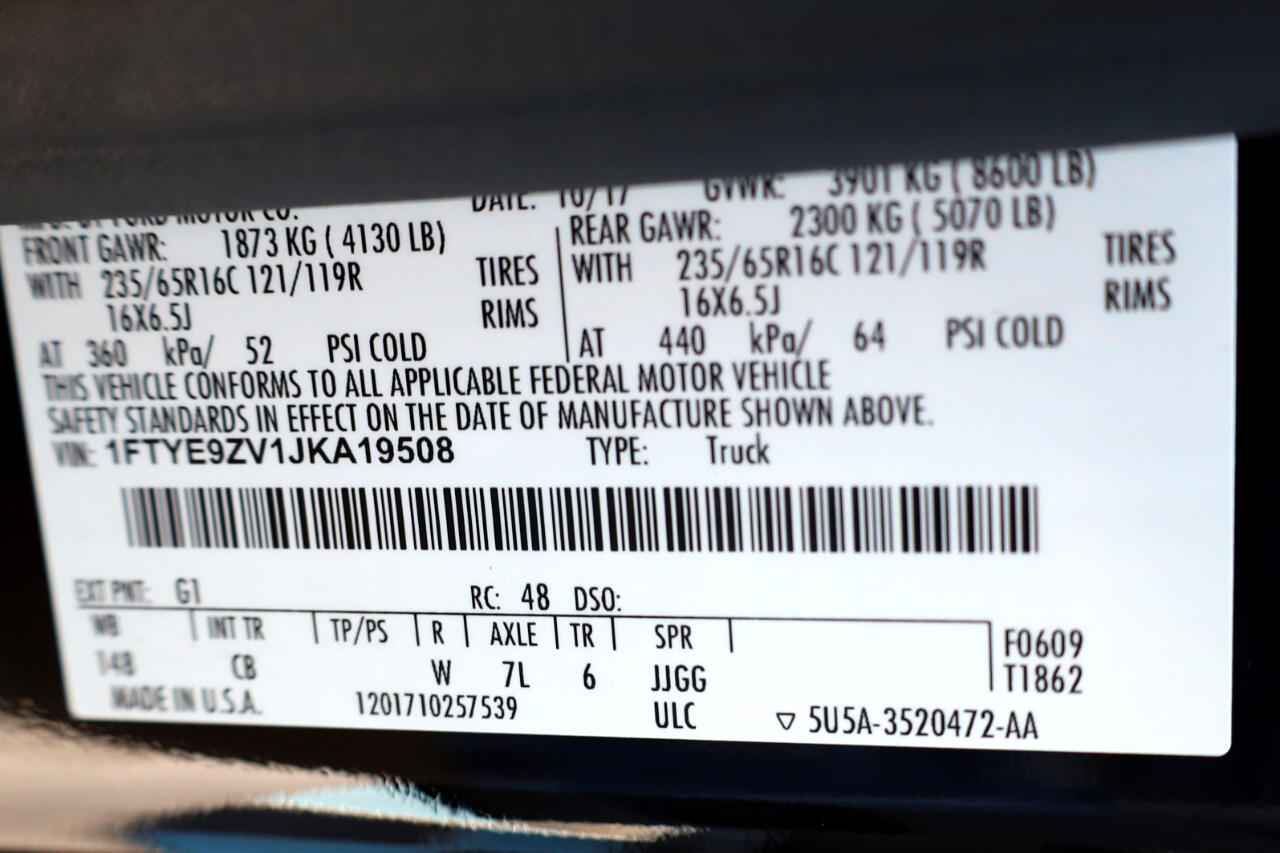 MFD. BY FORD MOTOR CO. DATE: 10/17 GVWR: 3901 KG ( 8600 LB)
FRONT GAWR: 1873 KG ( 4130 LB) REAR GAWR: 2300 KG ( 5070 LB)
WITH 235/65R16C 121/119R TIRES WITH 235/65R16C 121/119R TIRES
16X6.5J RIMS 16X6.5J RIMS
AT 360 kPa/ 52 PSI COLD AT 440 kPa/ 64 PSI COLD
THIS VEHICLE CONFORMS TO ALL APPLICABLE FEDERAL MOTOR VEHICLE
SAFETY STANDARDS IN EFFECT ON THE DATE OF MANUFACTURE SHOWN ABOVE.
VIN: 1FTYE9ZV1JKA19508 TYPE: Truck
EXT PNT: G1 RC: 48 DSO:
WB INT TR TP/PS R AXLE TR SPR F0609
148 CB W 7L 6 JJGG T1862
MADE IN U.S.A. 1201710257539 ULC ▽ 5U5A-3520472-AA